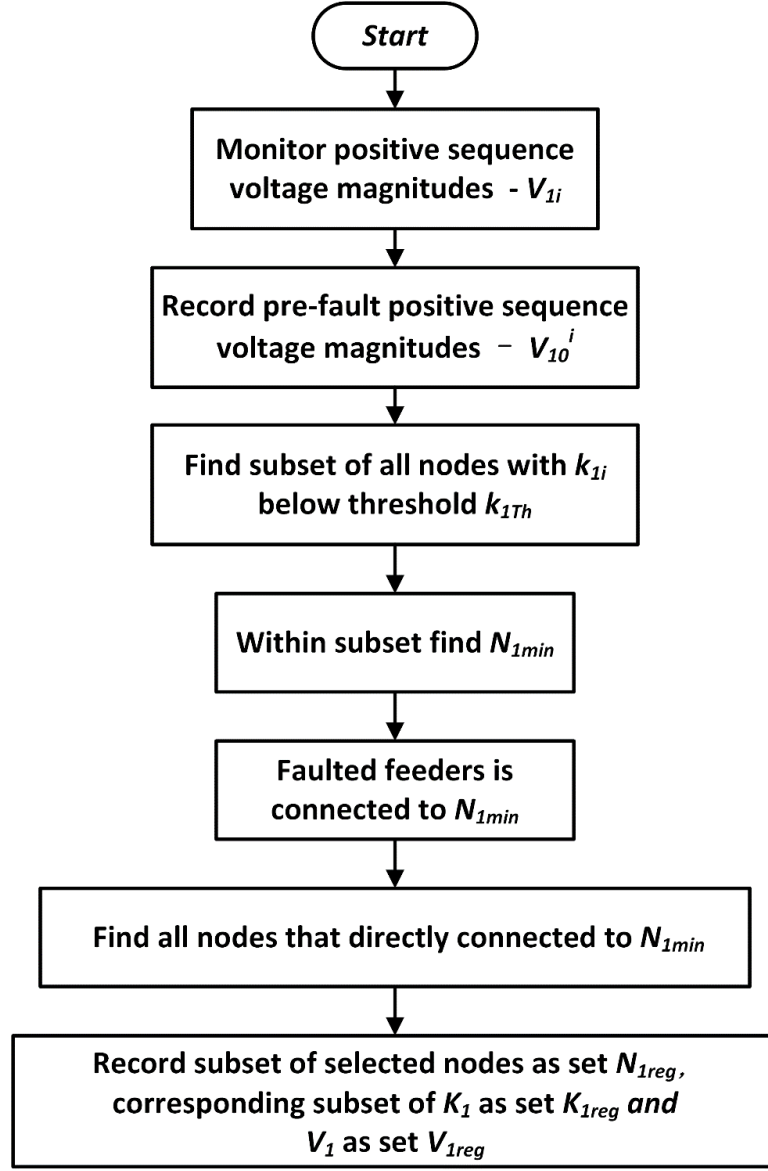 Start
Monitor positive sequence
voltage magnitudes - V1i
Record pre-fault positive sequence
voltage magnitudes − V10^i
Find subset of all nodes with k1i
below threshold k1Th
Within subset find N1min
Faulted feeders is
connected to N1min
Find all nodes that directly connected to N1min
Record subset of selected nodes as set N1reg,
corresponding subset of K1 as set K1reg and
V1 as set V1reg